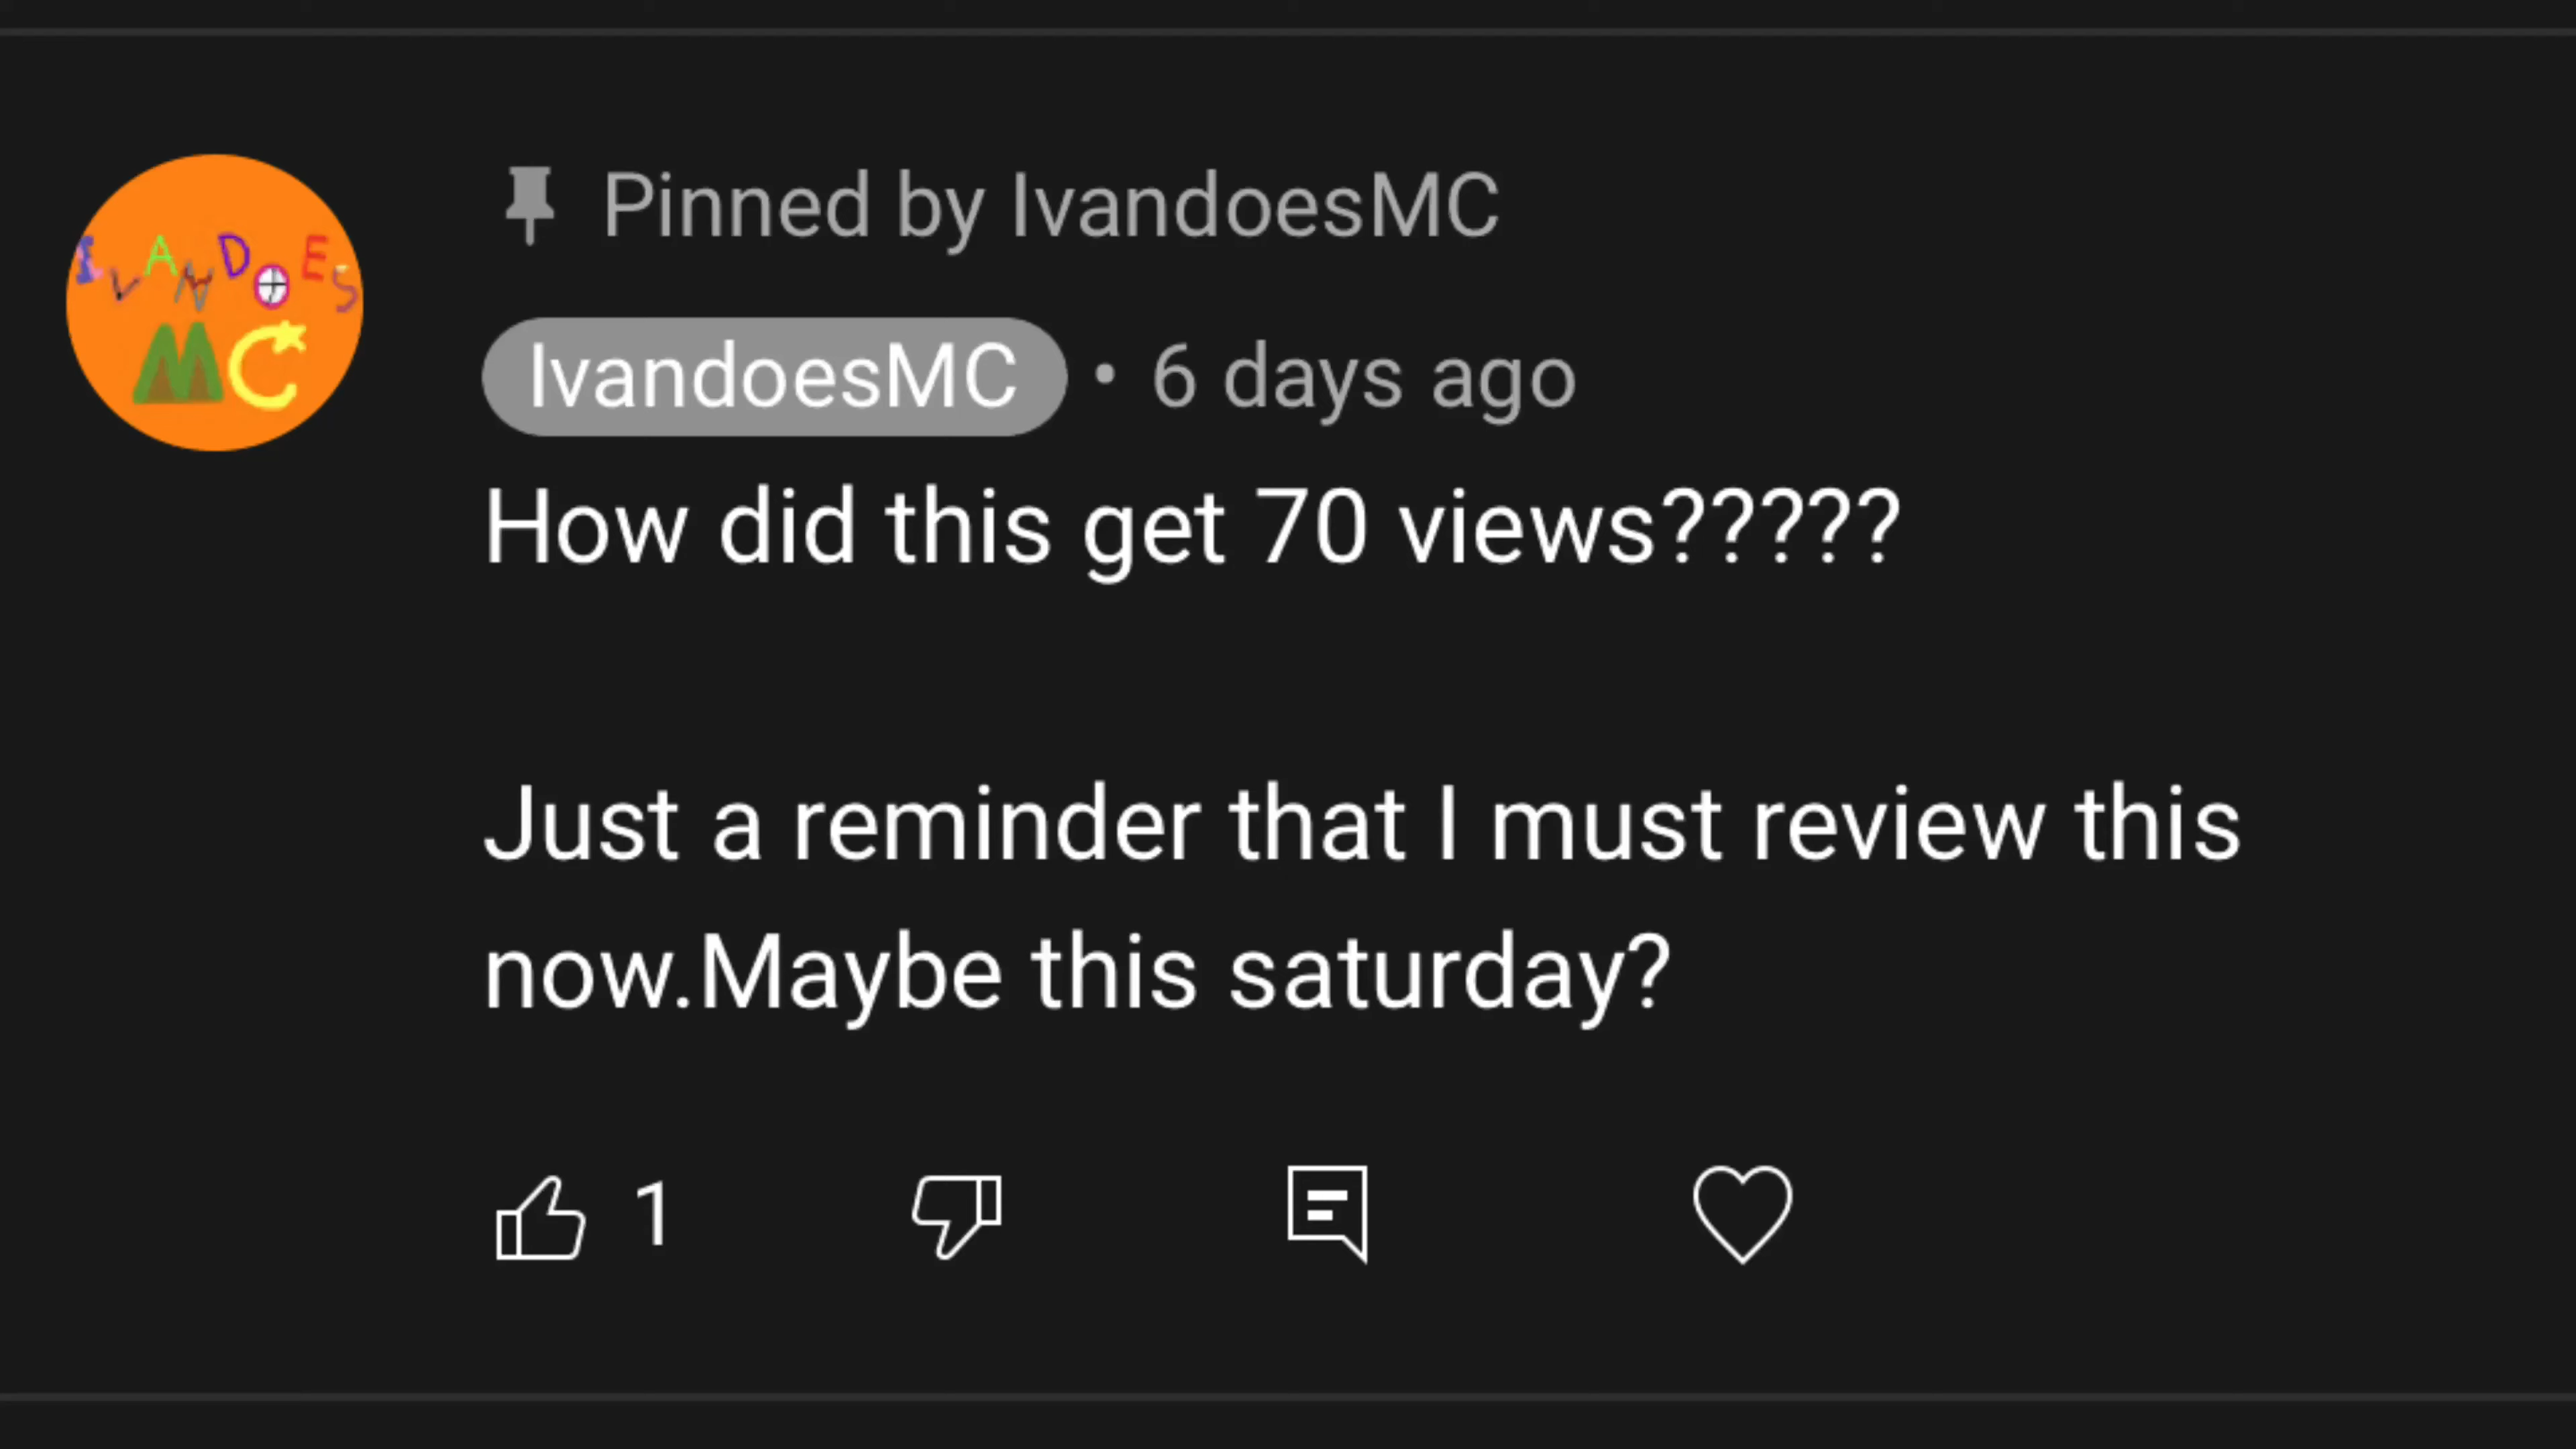 IVANDOES
MC
Pinned by IvandoesMC
IvandoesMC • 6 days ago
How did this get 70 views?????
Just a reminder that I must review this
now.Maybe this saturday?
1